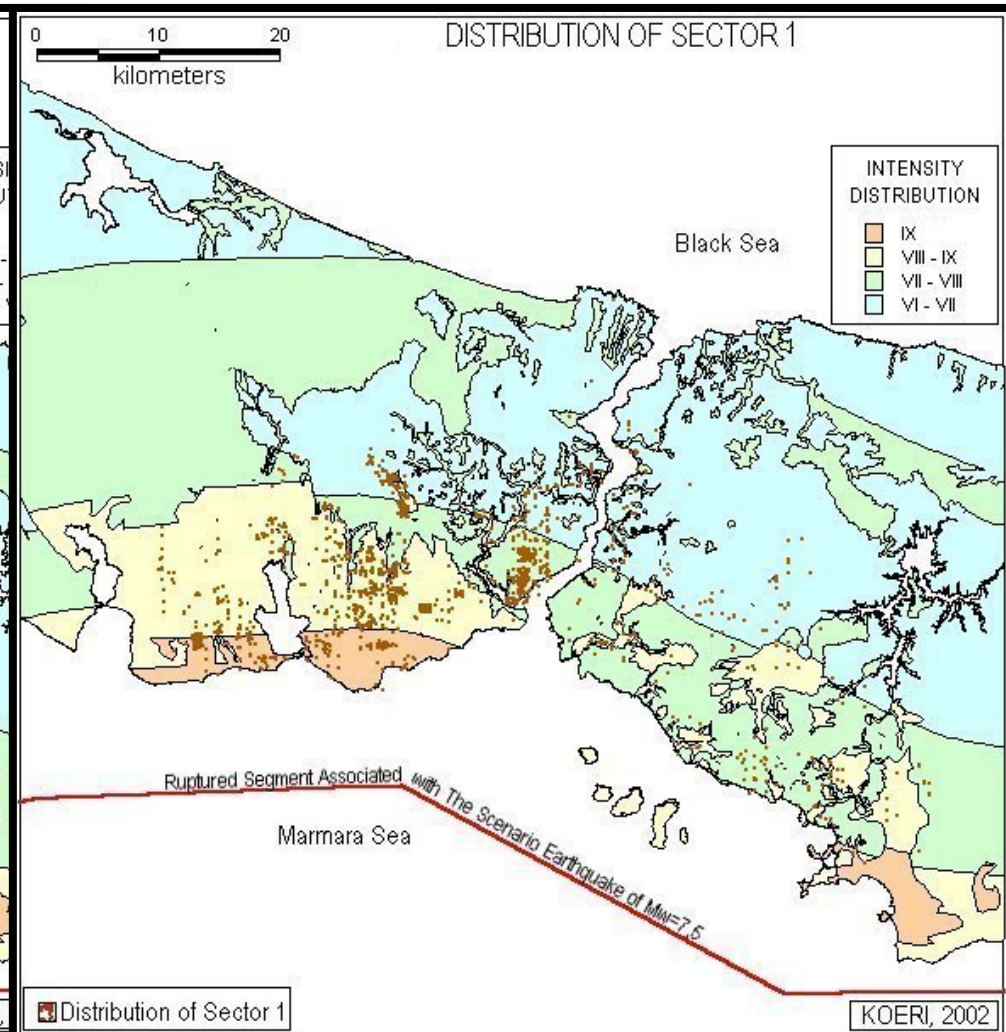 DISTRIBUTION OF SECTOR 1
0 10 20
kilometers
INTENSITY
DISTRIBUTION
IX
VIII - IX
VII - VIII
VI - VII
Black Sea
Ruptured Segment Associated with The Scenario Earthquake of Mw=7.5
Marmara Sea
Distribution of Sector 1
KOERI, 2002